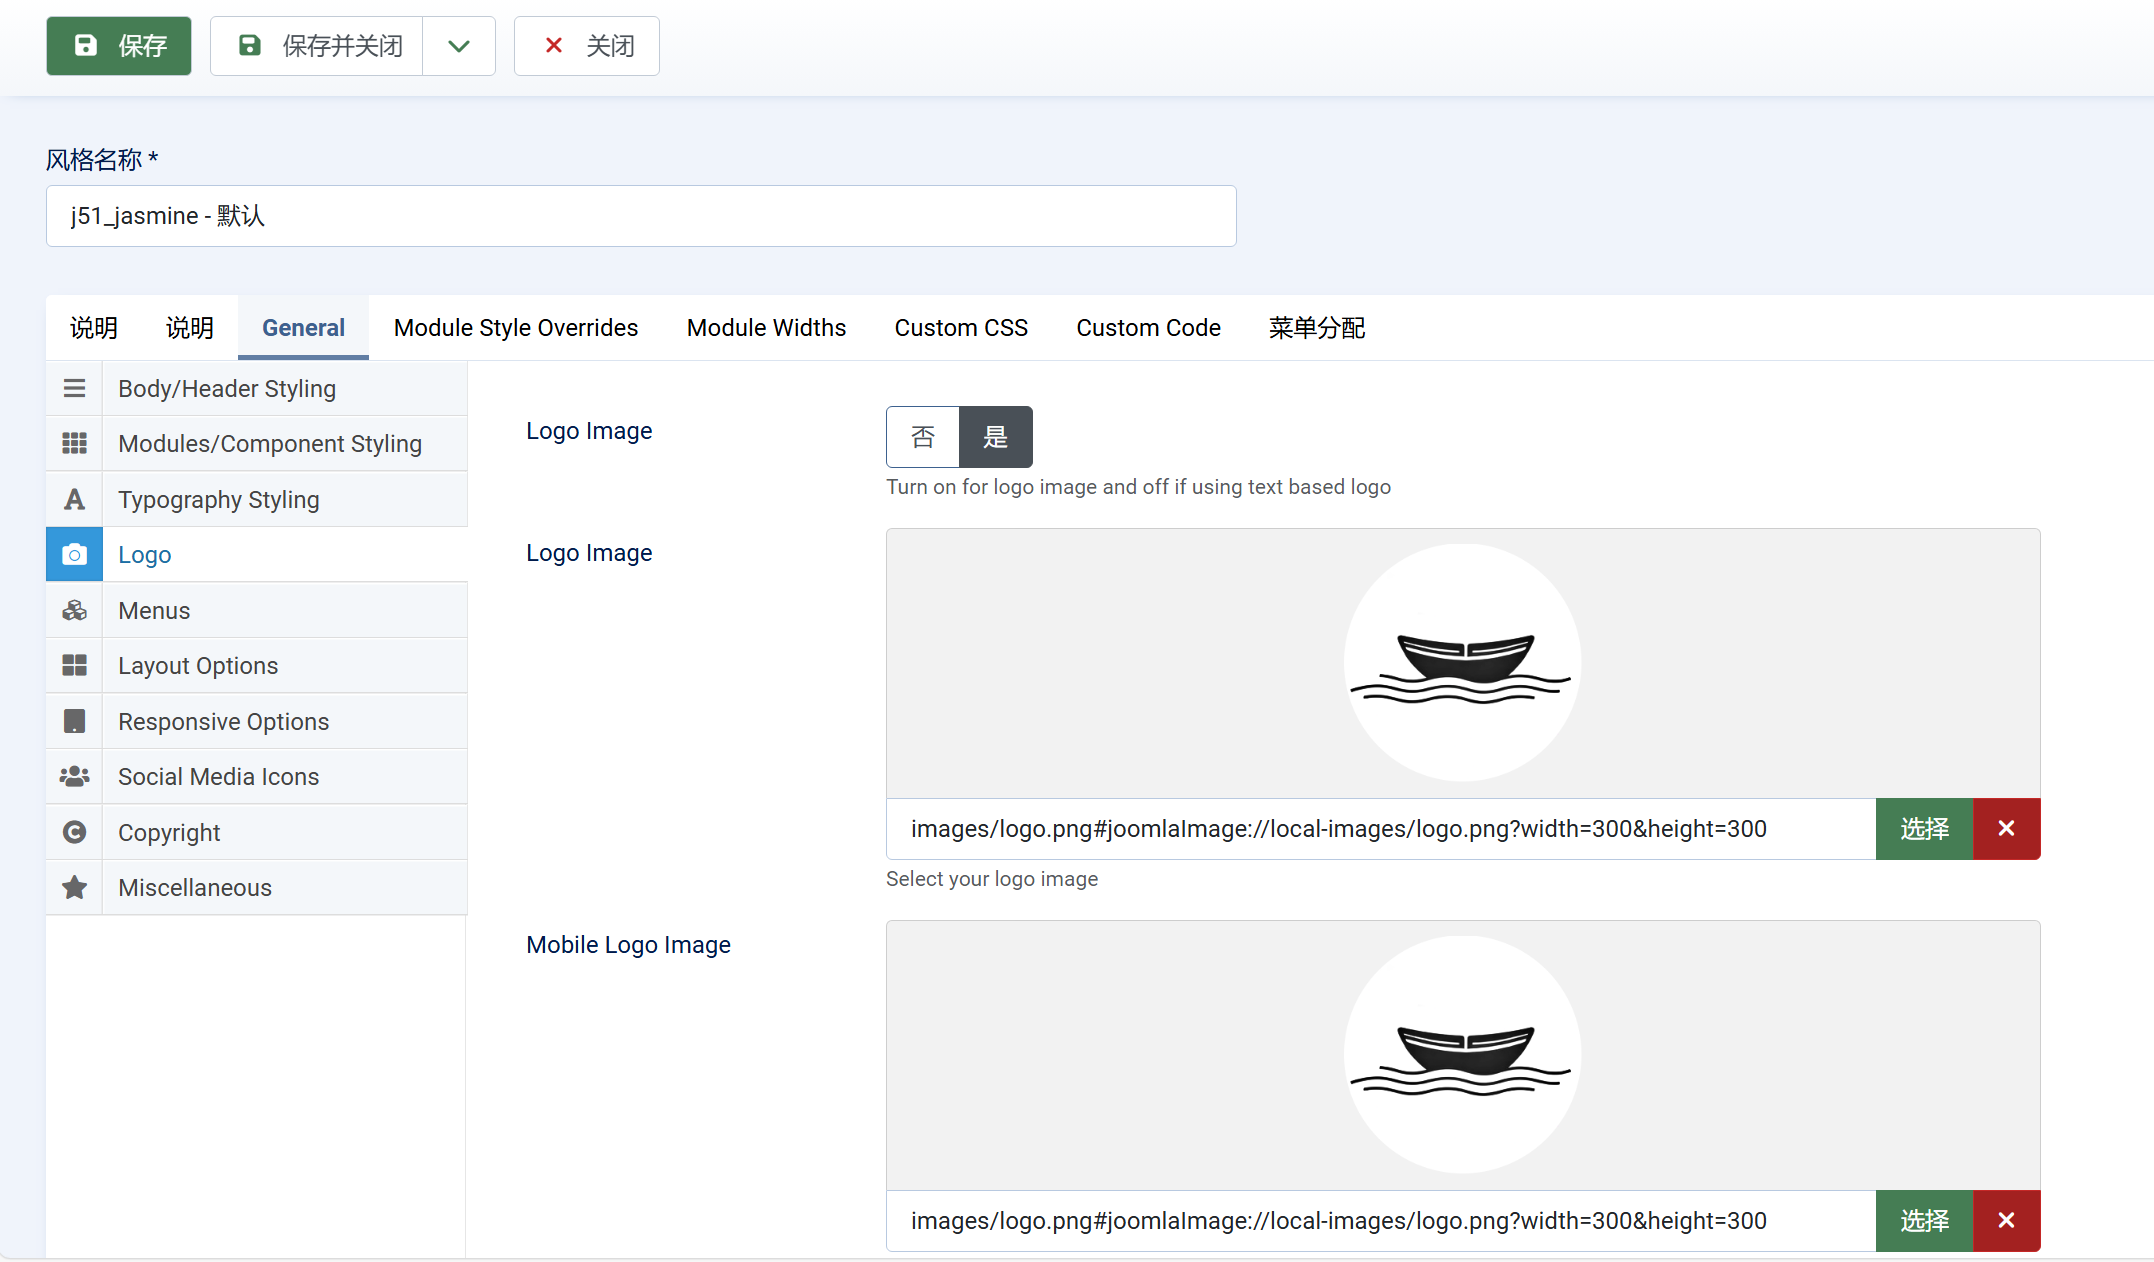 保存
保存并关闭
关闭
风格名称 *
j51_jasmine - 默认
说明 说明 General Module Style Overrides Module Widths Custom CSS Custom Code 菜单分配
Body/Header Styling
Modules/Component Styling
Typography Styling
Logo
Menus
Layout Options
Responsive Options
Social Media Icons
Copyright
Miscellaneous
Logo Image
否 是
Turn on for logo image and off if using text based logo
Logo Image
images/logo.png#joomlaImage://local-images/logo.png?width=300&height=300
选择
Select your logo image
Mobile Logo Image
images/logo.png#joomlaImage://local-images/logo.png?width=300&height=300
选择